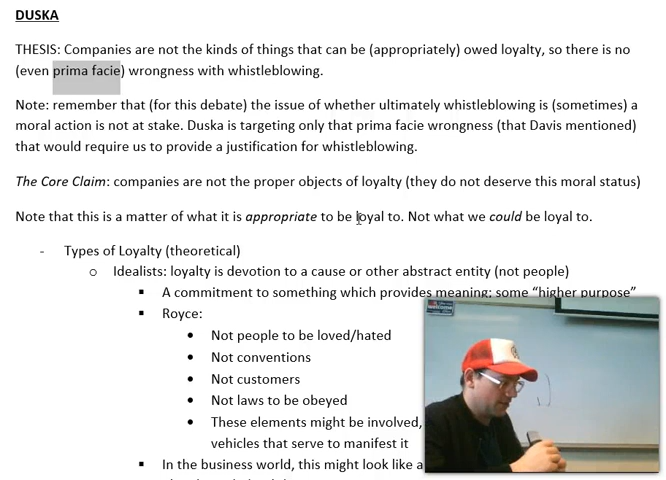 DUSKA
THESIS: Companies are not the kinds of things that can be (appropriately) owed loyalty, so there is no
(even prima facie) wrongness with whistleblowing.
Note: remember that (for this debate) the issue of whether ultimately whistleblowing is (sometimes) a
moral action is not at stake. Duska is targeting only that prima facie wrongness (that Davis mentioned)
that would require us to provide a justification for whistleblowing.
The Core Claim: companies are not the proper objects of loyalty (they do not deserve this moral status)
Note that this is a matter of what it is appropriate to be loyal to. Not what we could be loyal to.
- Types of Loyalty (theoretical)
o Idealists: loyalty is devotion to a cause or other abstract entity (not people)
▪ A commitment to something which provides meaning: some “higher purpose”
▪ Royce:
• Not people to be loved/hated
• Not conventions
• Not customers
• Not laws to be obeyed
• These elements might be involved,
vehicles that serve to manifest it
▪ In the business world, this might look like a